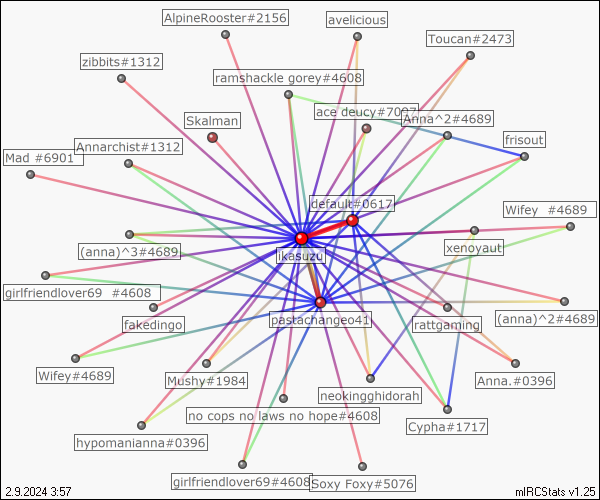 AlpineRooster#2156
avelicious
Toucan#2473
zibbits#1312
ramshackle gorey#4608
ace deucy#7007
Anna^2#4689
Skalman
frisout
Annarchist#1312
Mad #6901
default#0617
Wifey #4689
(anna)^3#4689
ikasuzu
xenoyaut
girlfriendlover69 #4608
fakedingo
pastachangeo41
rattgaming
(anna)^2#4689
Wifey#4689
Mushy#1984
neokingghidorah
Anna.#0396
no cops no laws no hope#4608
Cypha#1717
hypomanianna#0396
girlfriendlover69#4608
Soxy Foxy#5076
2.9.2024 3:57
mIRCStats v1.25